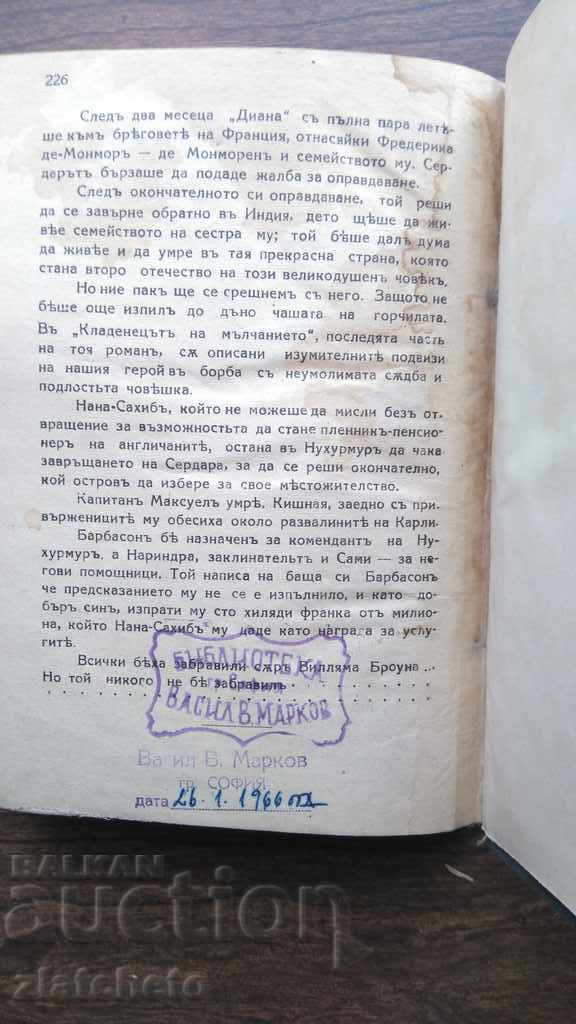 226
Следъ два месеца „Диана" съ пълна пара летѣ-
ше къмъ брѣговетѣ на Франция, отнасяйки Фредерика
де-Монморъ — де Монморенъ и семейството му. Сер-
дарътъ бързаше да подаде жалба за оправдаване.
Следъ окончателното си оправдаване, той реши
да се завърне обратно въ Индия, дето щѣше да жи-
вѣе семейството на сестра му; той бѣше далъ дума
да живѣе и да умре въ тая прекрасна страна, която
стана второ отечество на този великодушенъ човѣкъ.
Но ние пакъ ще се срещнемъ съ него. Защото не
бѣше още изпилъ до дъно чашата на горчилата.
Въ „Кладенецътъ на мълчанието", последята часть
на тоя романъ, сѫ описани изумителнитѣ подвизи
на нашия герой въ борба съ неумолимата сѫдба и
подлостьта човѣшка.
Нана-Сахибъ, който не можеше да мисли безъ от-
вращение за възможностьта да стане пленникъ-пенсио-
неръ на англичанитѣ, остана въ Нухурмуръ да чака
завръщането на Сердара, за да се реши окончателно,
кой островъ да избере за свое мѣстожителство.
Капитанъ Максуелъ умрѣ. Кишная, заедно съ при-
върженицитѣ му обесиха около развалинитѣ на Карли.
Барбасонъ бѣ назначенъ за комендантъ на Ну-
хурмуръ, а Нариндра, заклинательтъ и Сами — за не-
гови помощници. Той написа на баща си Барбасонъ
че предсказанието му не се е изпълнило, и като до-
бъръ синъ, изпрати му сто хиляди франка отъ милио-
на, който Нана-Сахибъ му даде като награда за услу-
гитѣ.
Всички бѣха забравили сѫръ Вилляма Броуна . .
Но той никого не бѣ забравилъ . . . . . . . . . .
БИБЛИОТЕКА
ВАСИЛ В. МАРКОВ
Васил В. Марков
гр. СОФИЯ
дата 26.1.1966
BALKAN
auction
zlatcheto